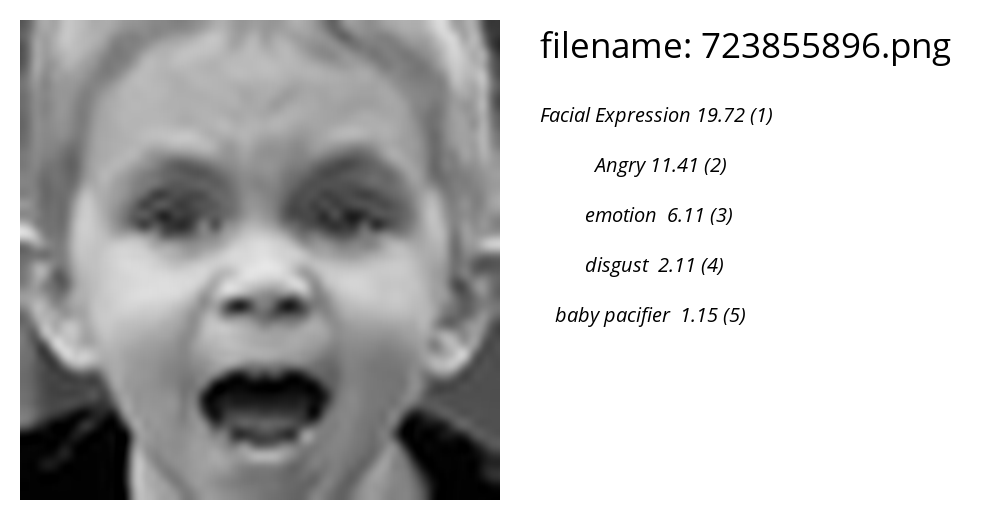 filename: 723855896.png
Facial Expression 19.72 (1)
Angry 11.41 (2)
emotion 6.11 (3)
disgust 2.11 (4)
baby pacifier 1.15 (5)